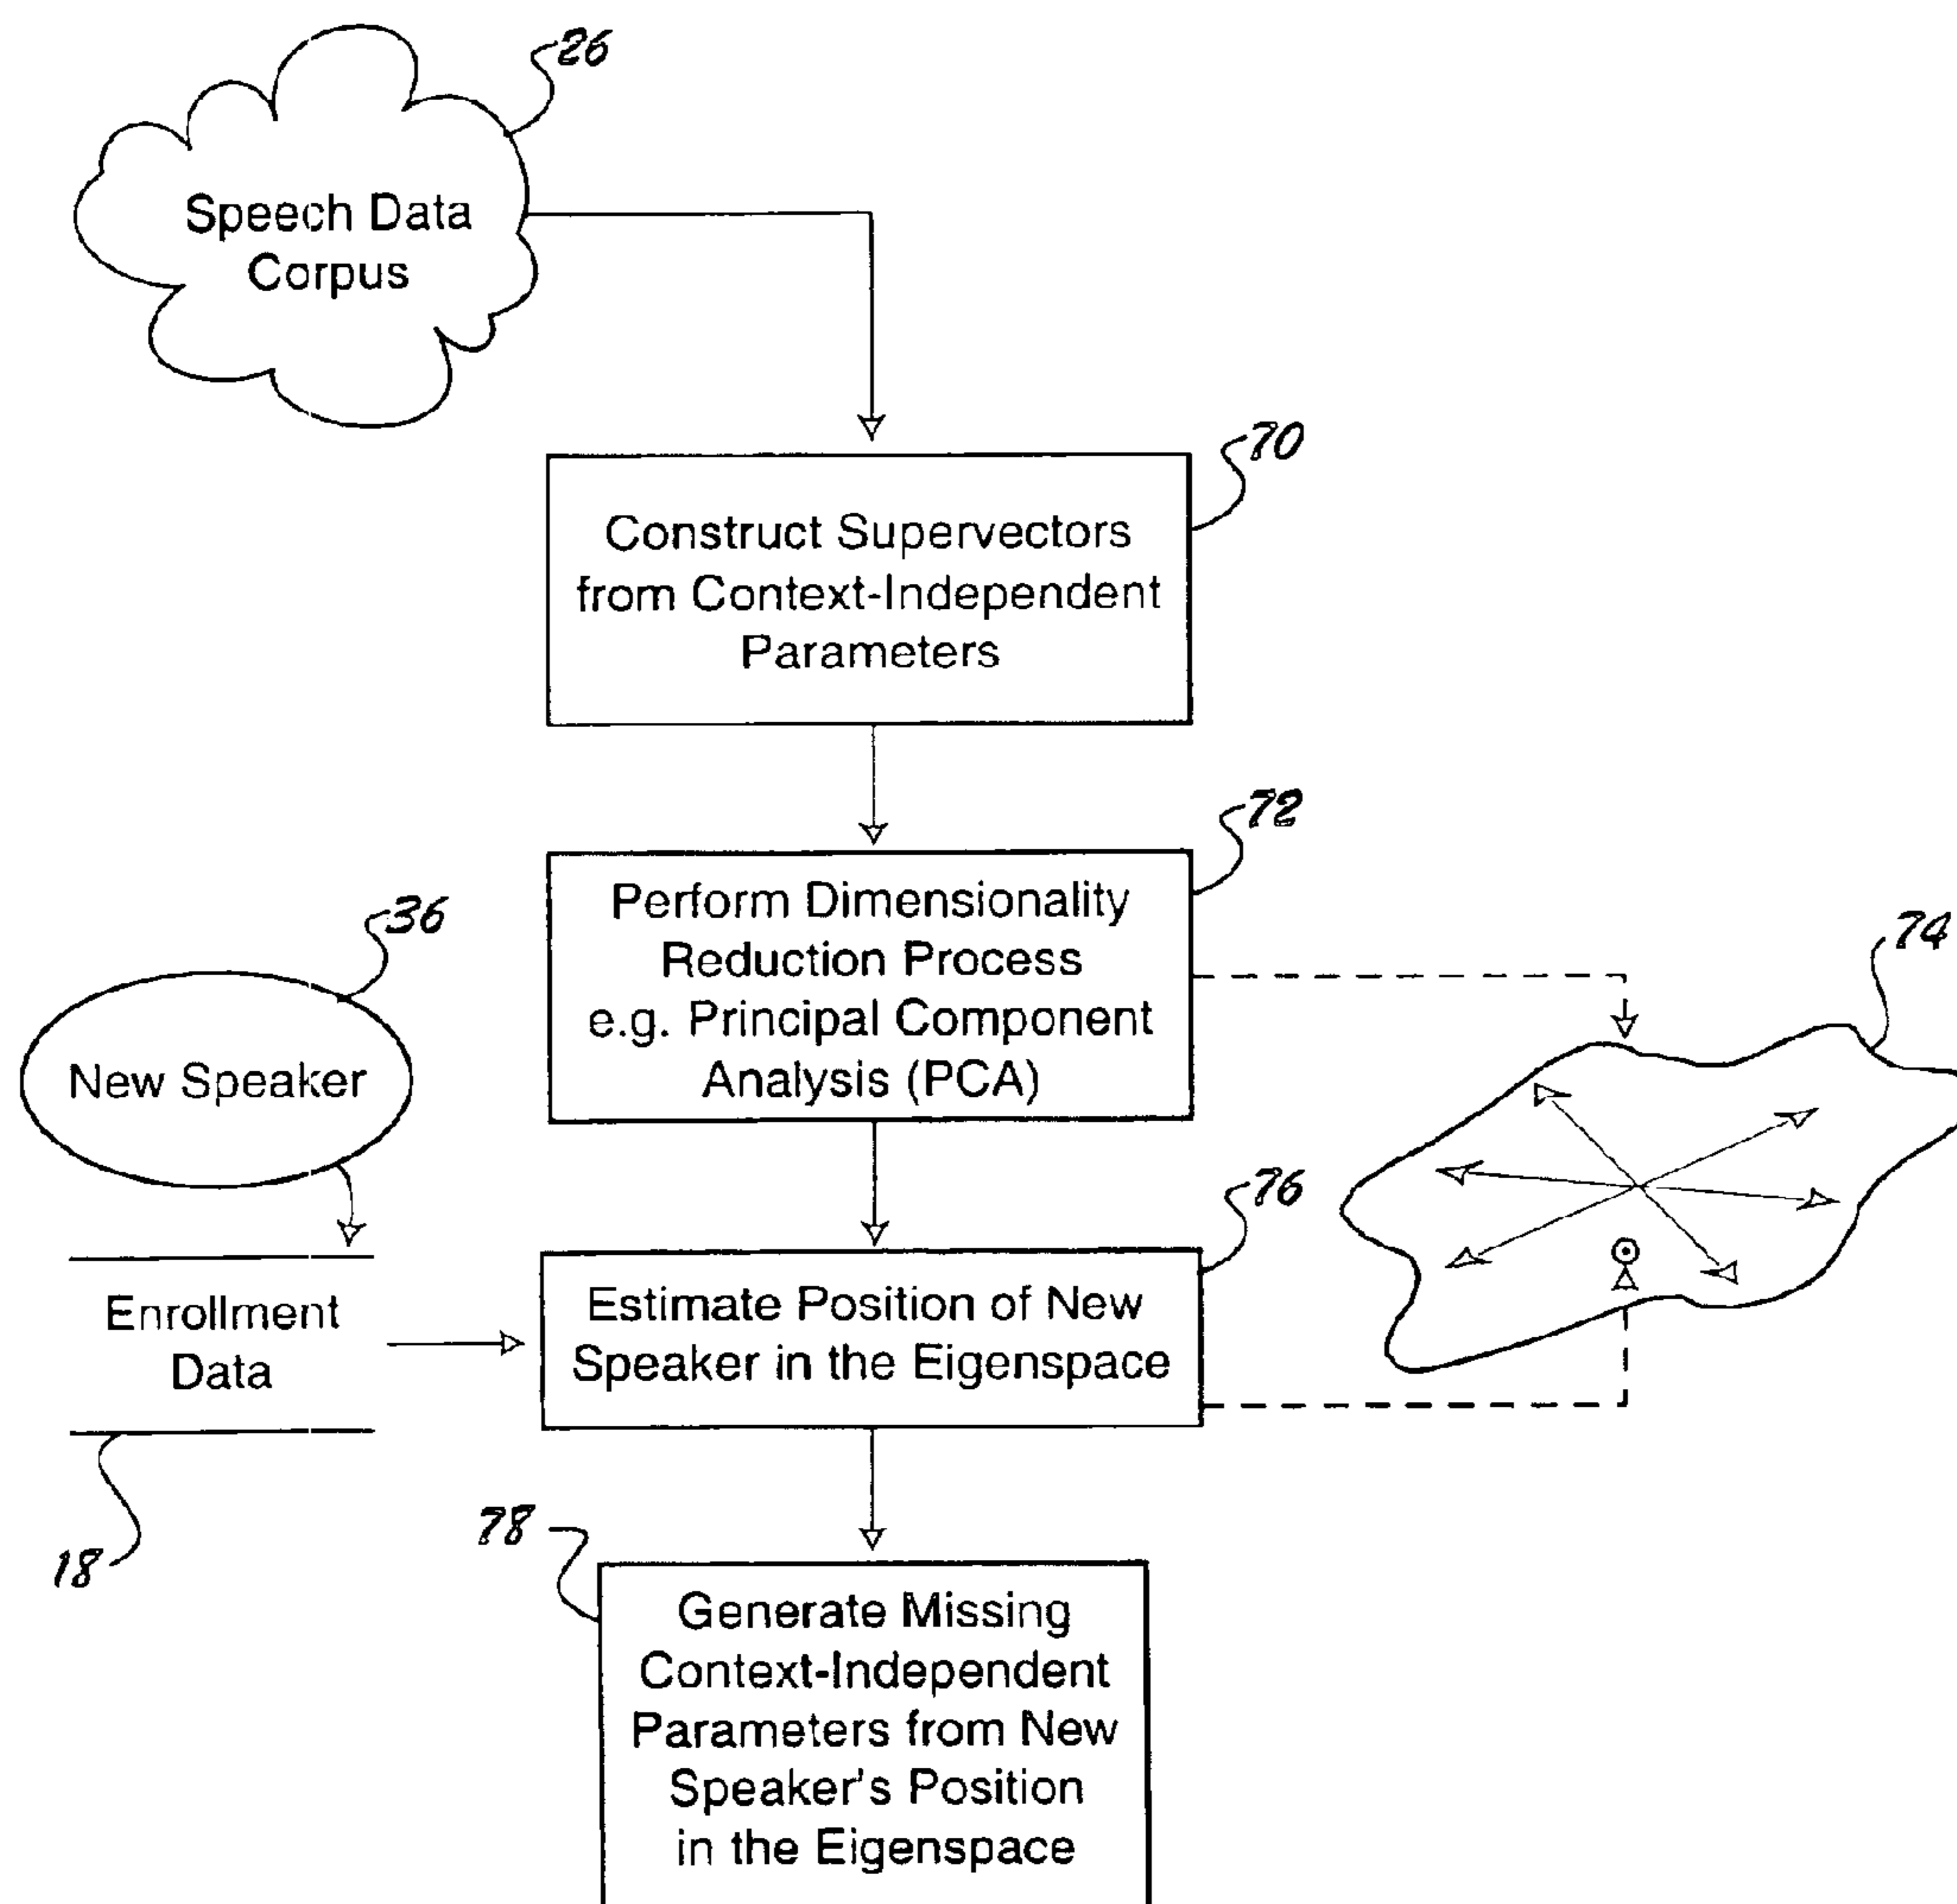 26
Speech Data
Corpus
70
Construct Supervectors
from Context-Independent
Parameters
72
Perform Dimensionality
Reduction Process
e.g. Principal Component
Analysis (PCA)
36
New Speaker
74
76
Enrollment
Data
Estimate Position of New
Speaker in the Eigenspace
18
78
Generate Missing
Context-Independent
Parameters from New
Speaker's Position
in the Eigenspace